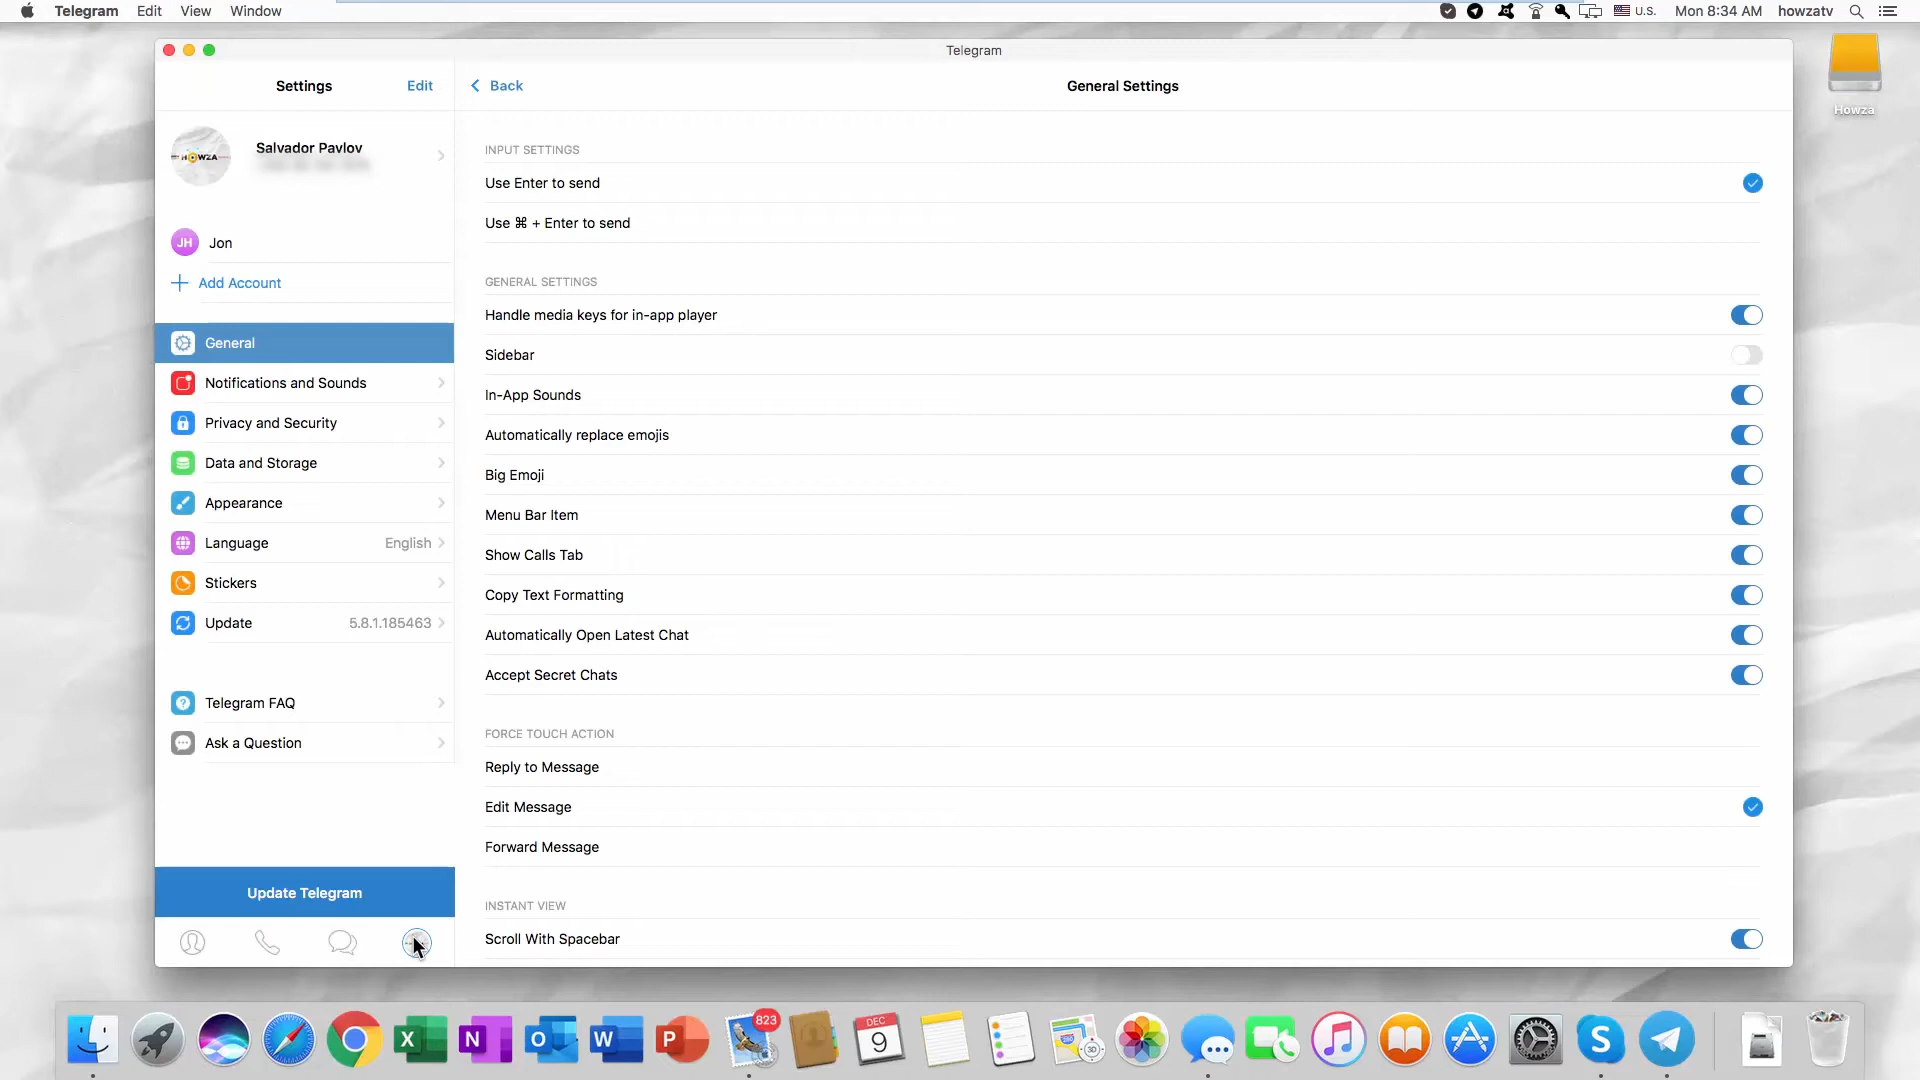 Telegram Edit View Window
U.S. Mon 8:34 AM howzatv
Telegram
Settings Edit
Back General Settings
HOWZA
Salvador Pavlov
JH Jon
Add Account
General
Notifications and Sounds
Privacy and Security
Data and Storage
Appearance
Language English
Stickers
Update 5.8.1.185463
Telegram FAQ
Ask a Question
Update Telegram
INPUT SETTINGS
Use Enter to send
Use ⌘ + Enter to send
GENERAL SETTINGS
Handle media keys for in-app player
Sidebar
In-App Sounds
Automatically replace emojis
Big Emoji
Menu Bar Item
Show Calls Tab
Copy Text Formatting
Automatically Open Latest Chat
Accept Secret Chats
FORCE TOUCH ACTION
Reply to Message
Edit Message
Forward Message
INSTANT VIEW
Scroll With Spacebar
Howza
X N O W P 823 DEC 9 280 3D S